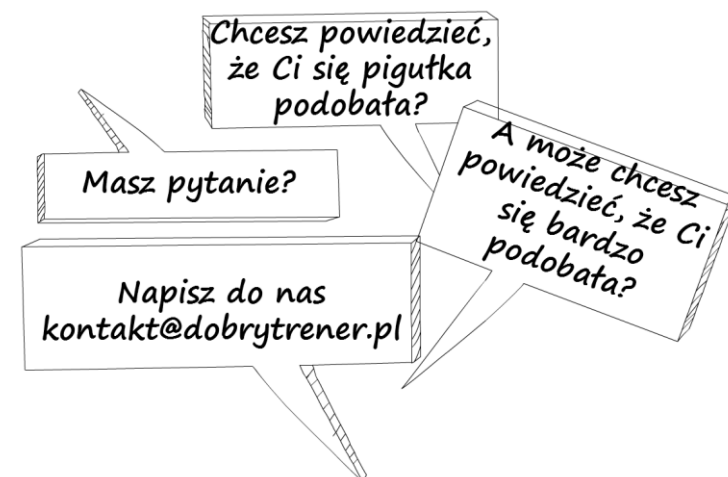 Chcesz powiedzieć,
że Ci się pigułka
podobała?
A może chcesz
powiedzieć, że Ci
się bardzo
podobała?
Masz pytanie?
Napisz do nas
kontakt@dobrytrener.pl